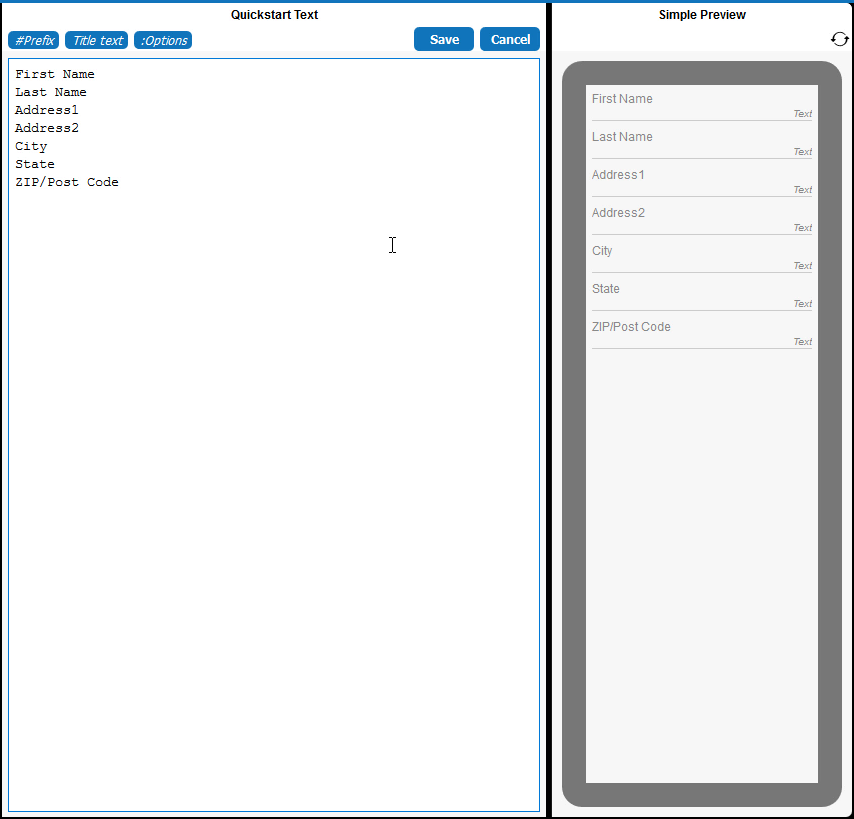 Quickstart Text
#Prefix Title text :Options Save Cancel
First Name
Last Name
Address1
Address2
City
State
ZIP/Post Code
Simple Preview
First Name
Text
Last Name
Text
Address1
Text
Address2
Text
City
Text
State
Text
ZIP/Post Code
Text